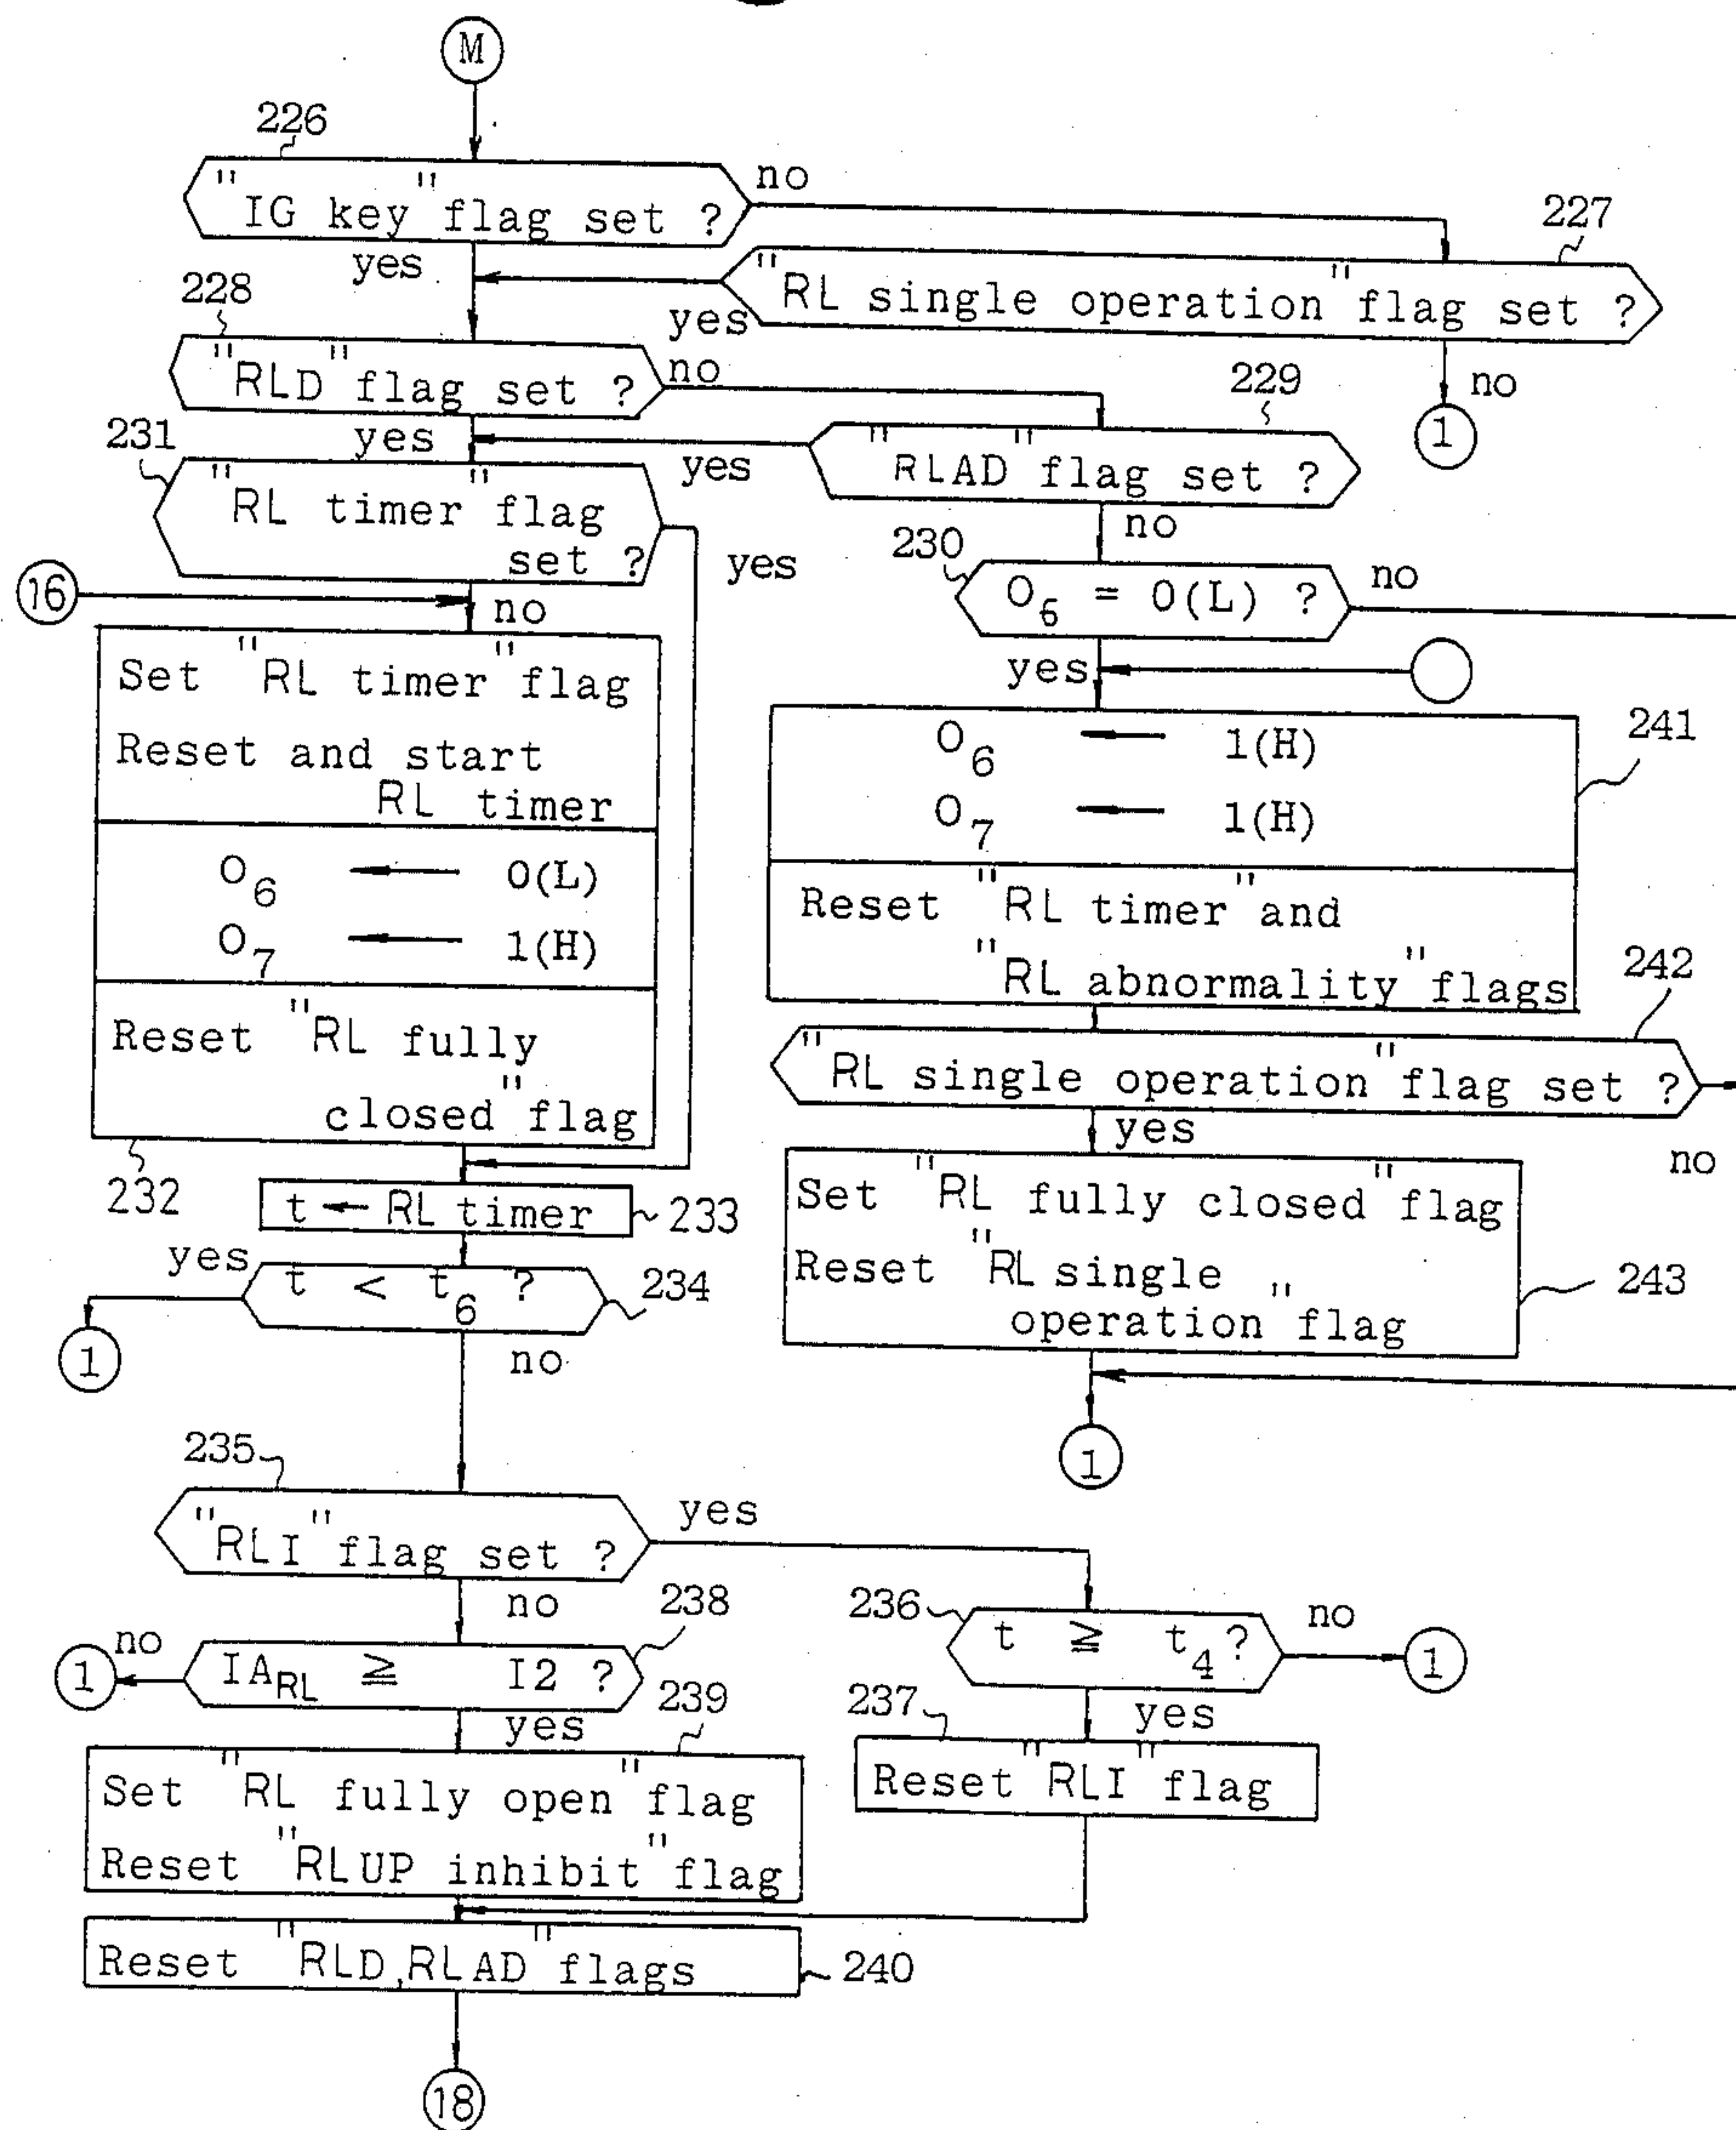 M
226
"IG key" flag set ?
no
227
yes
"RL single operation" flag set ?
yes
no
1
228
"RLD" flag set ?
no
229
yes
"RLAD" flag set ?
yes
no
231
"RL timer" flag
set ?
yes
no
16
230
O6 = 0(L) ?
no
yes
Set "RL timer" flag
Reset and start
RL timer
O6 ← 0(L)
O7 ← 1(H)
Reset "RL fully
closed" flag
232
241
O6 ← 1(H)
O7 ← 1(H)
Reset "RL timer" and
"RL abnormality" flags
242
"RL single operation" flag set ?
yes
no
t ← RL timer
233
yes
t < t6 ?
234
1
no
Set "RL fully closed" flag
Reset "RL single
operation" flag
243
1
235
"RLI" flag set ?
yes
no
236
t ≧ t4 ?
no
1
yes
238
no
1
IARL ≧ I2 ?
yes
239
237
Reset "RLI" flag
Set "RL fully open" flag
Reset "RLUP inhibit" flag
Reset "RLD,RLAD" flags
240
18